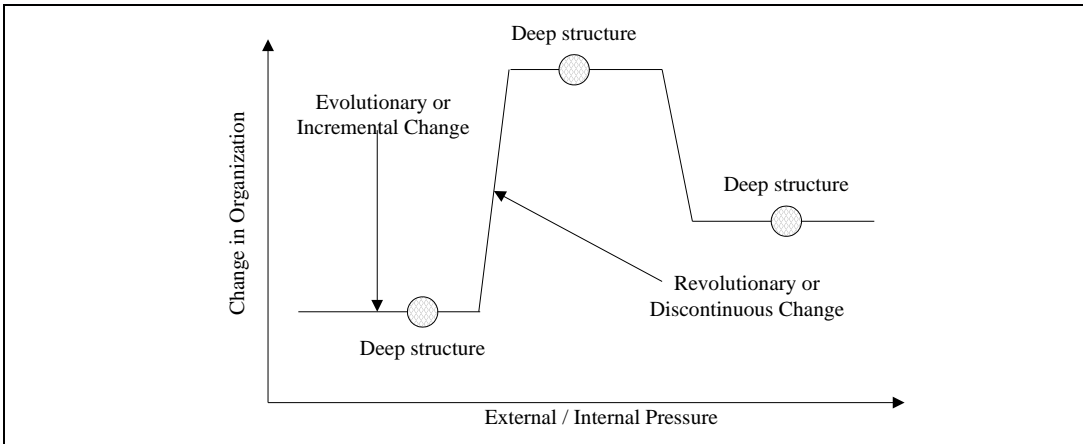 Deep structure
Evolutionary or
Incremental Change
Deep structure
Change in Organization
Revolutionary or
Discontinuous Change
Deep structure
External / Internal Pressure